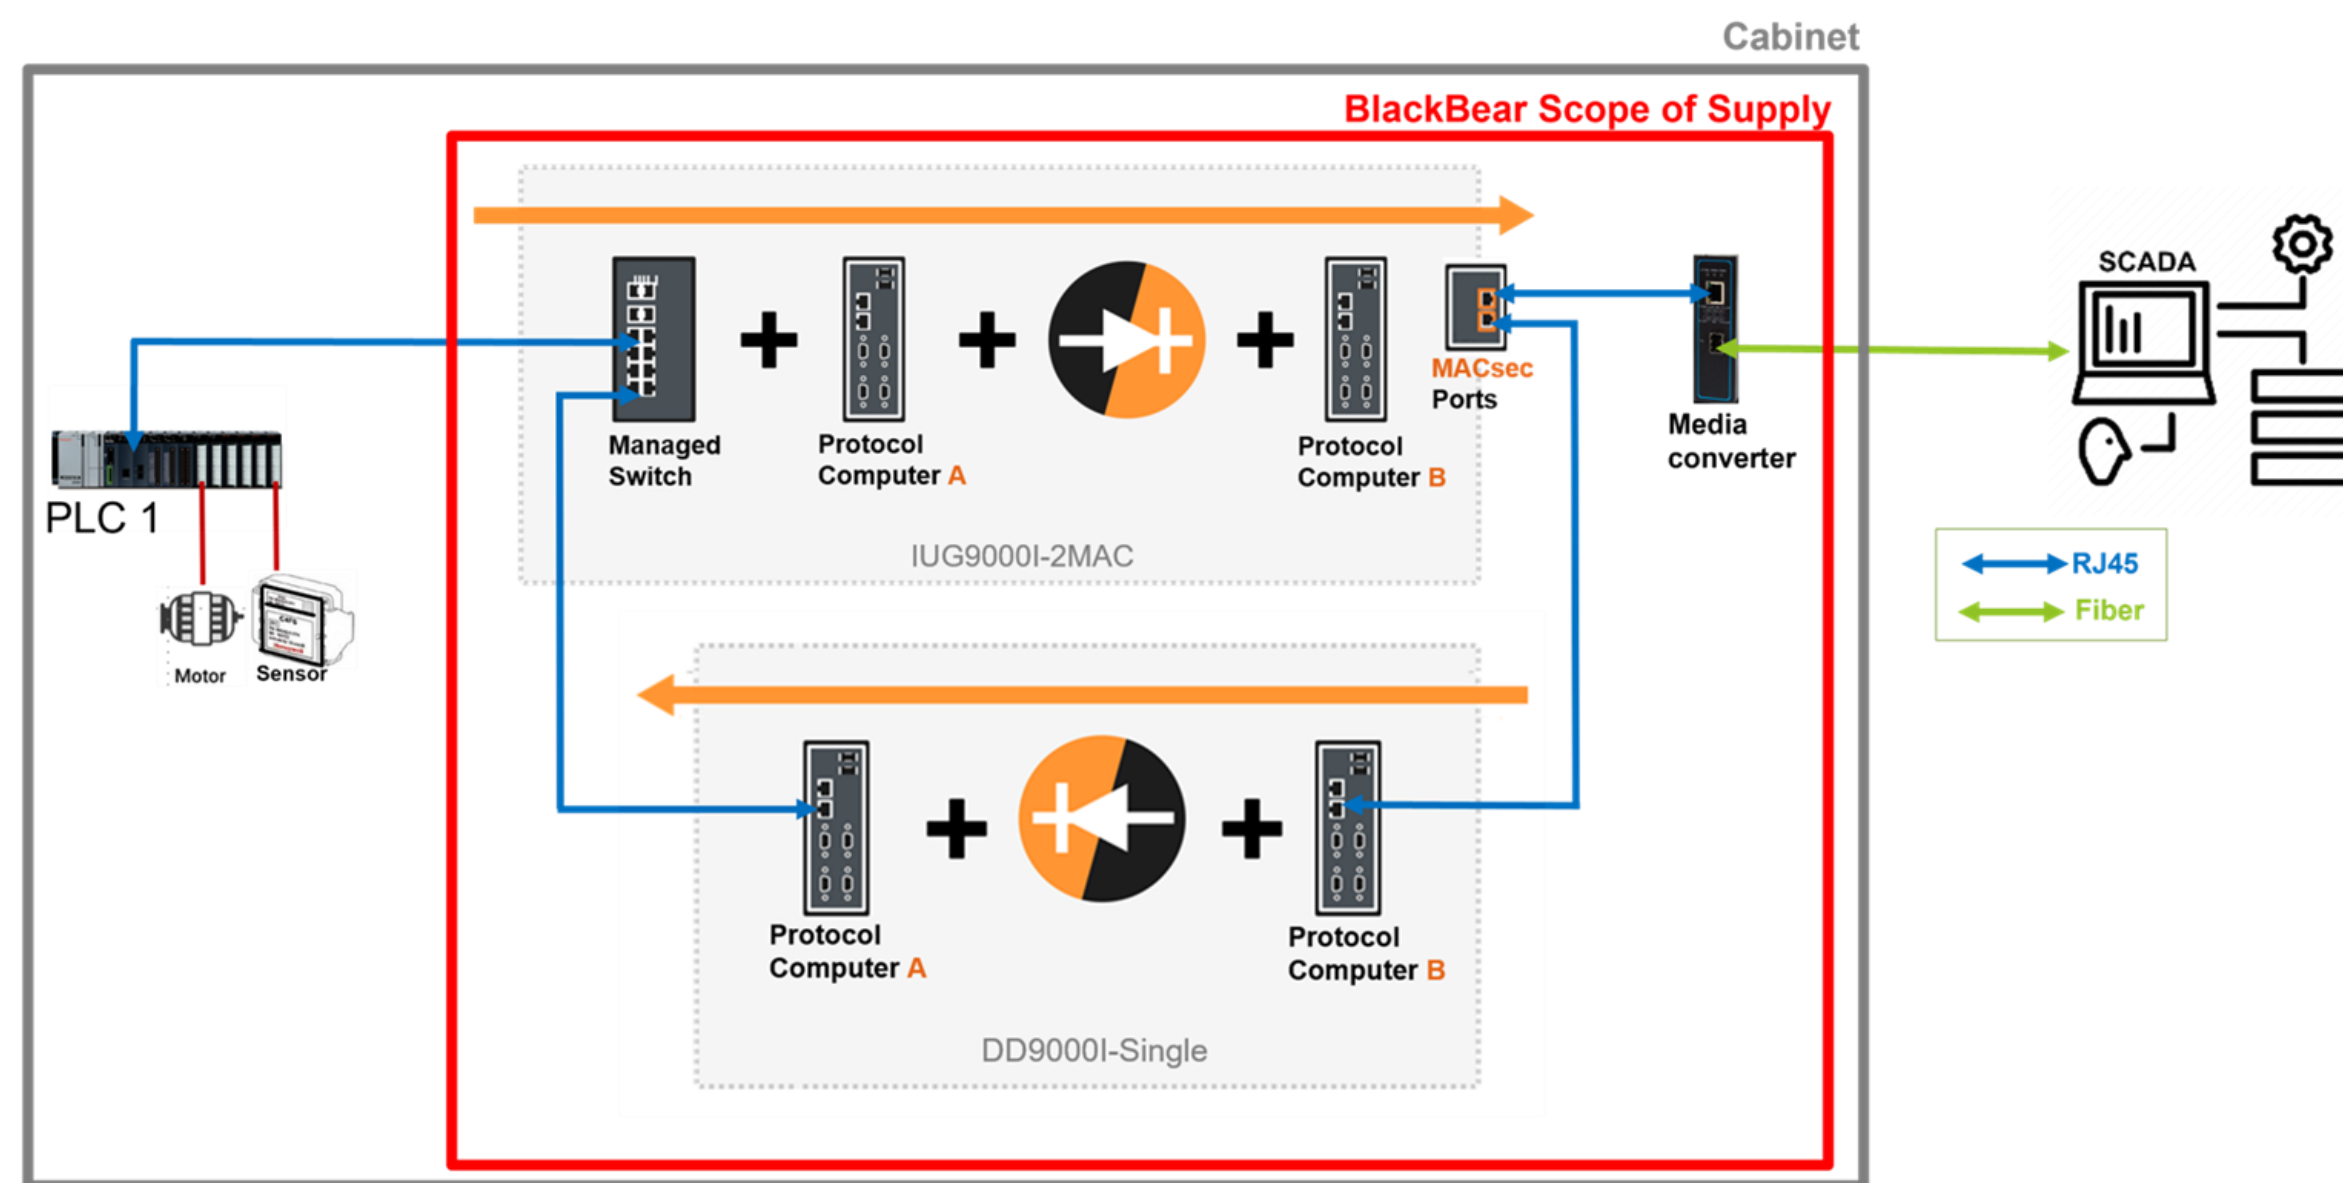 Cabinet
BlackBear Scope of Supply
SCADA
MACsec
Ports
Media
converter
Managed
Switch
Protocol
Computer A
Protocol
Computer B
PLC 1
IUG9000I-2MAC
RJ45
Fiber
Motor
Sensor
Protocol
Computer A
Protocol
Computer B
DD9000I-Single